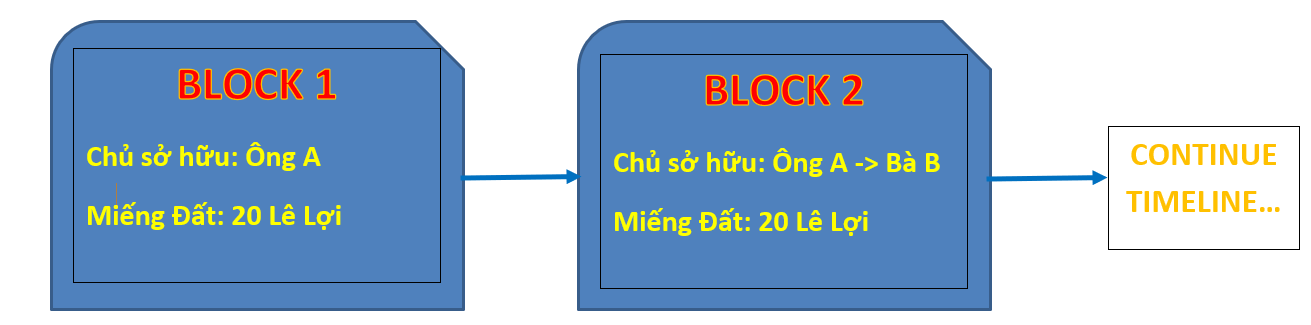 BLOCK 1
Chủ sở hữu: Ông A
Miếng Đất: 20 Lê Lợi
BLOCK 2
Chủ sở hữu: Ông A -> Bà B
Miếng Đất: 20 Lê Lợi
CONTINUE
TIMELINE...